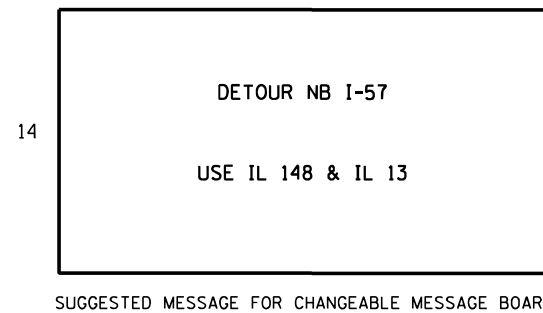 DETOUR NB I-57
14
USE IL 148 & IL 13
SUGGESTED MESSAGE FOR CHANGEABLE MESSAGE BOAR